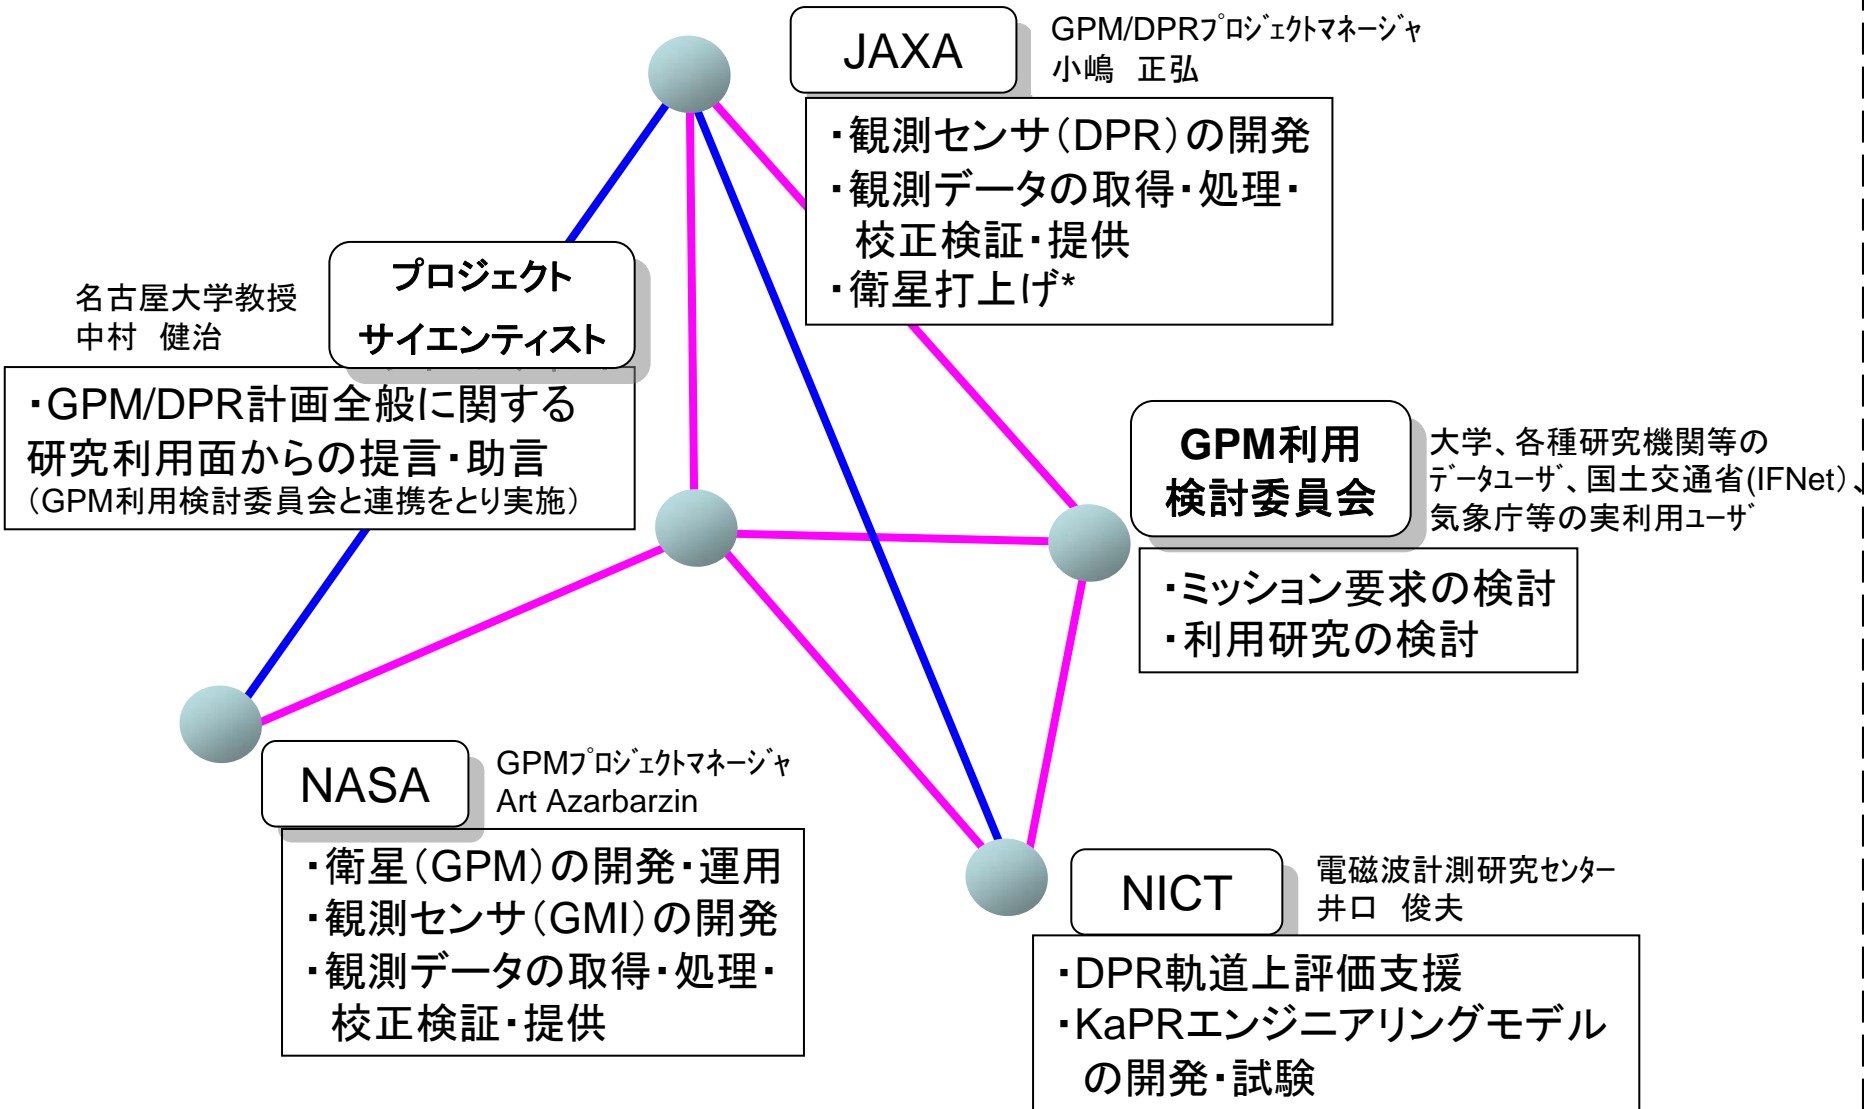 JAXA
GPM/DPRﾌﾟﾛｼﾞｪｸﾄﾏﾈｰｼﾞｬ
小嶋　正弘
・観測センサ（DPR）の開発
・観測データの取得・処理・
校正検証・提供
・衛星打上げ*
プロジェクト
サイエンティスト
名古屋大学教授
中村　健治
・GPM/DPR計画全般に関する
研究利用面からの提言・助言
（GPM利用検討委員会と連携をとり実施）
GPM利用
検討委員会
大学、各種研究機関等の
ﾃﾞｰﾀﾕｰｻﾞ、国土交通省(IFNet)、
気象庁等の実利用ﾕｰｻﾞ
・ミッション要求の検討
・利用研究の検討
NASA
GPMﾌﾟﾛｼﾞｪｸﾄﾏﾈｰｼﾞｬ
Art Azarbarzin
・衛星（GPM）の開発・運用
・観測センサ（GMI）の開発
・観測データの取得・処理・
校正検証・提供
NICT
電磁波計測研究ｾﾝﾀｰ
井口　俊夫
・DPR軌道上評価支援
・KaPRエンジニアリングモデル
の開発・試験